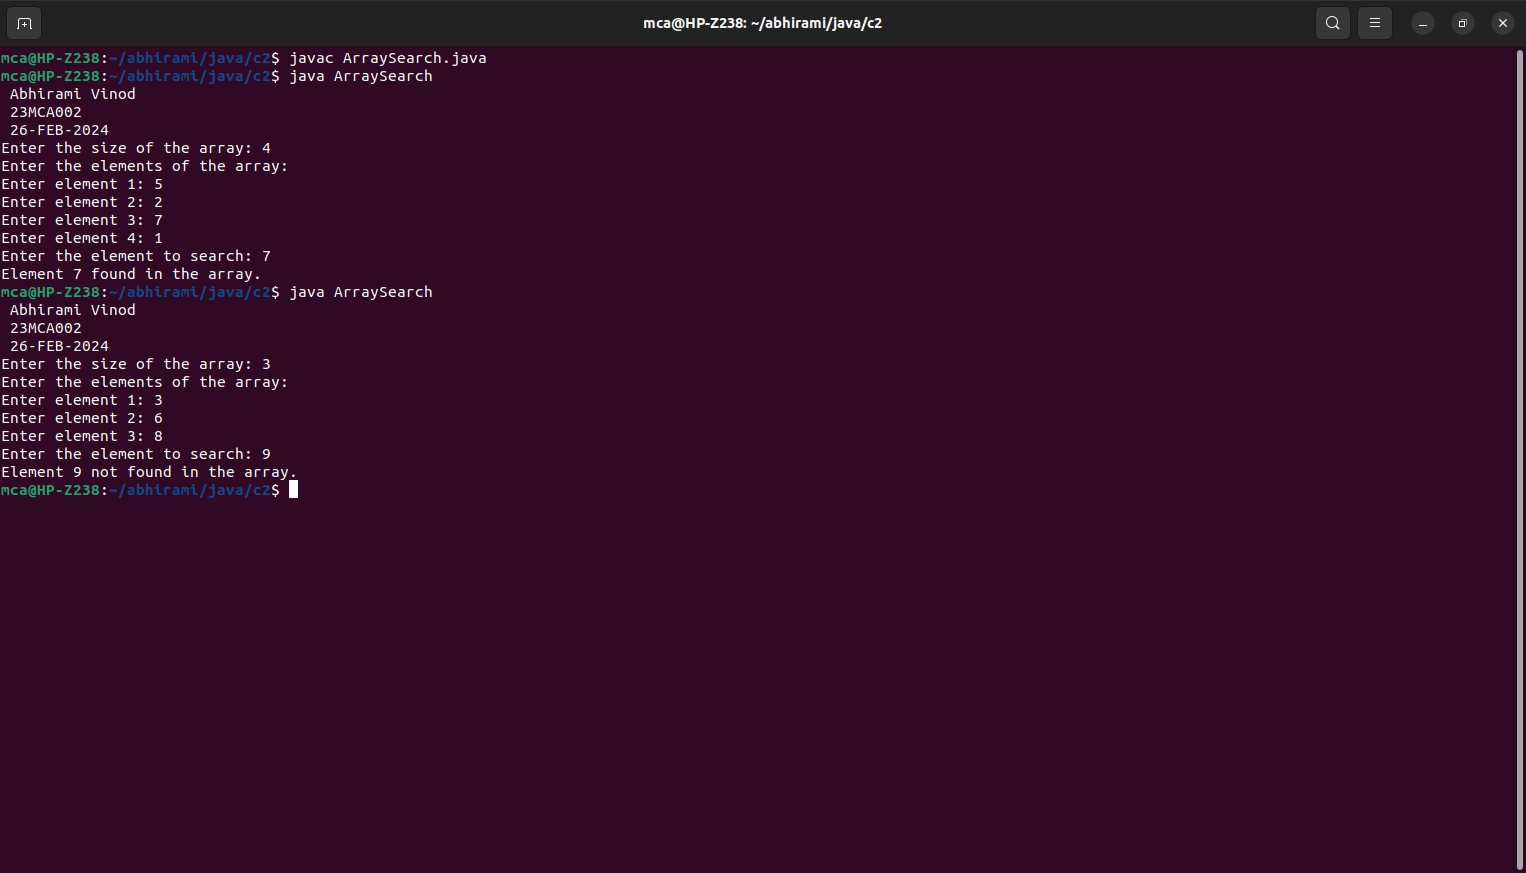 mca@HP-Z238: ~/abhirami/java/c2
mca@HP-Z238:~/abhirami/java/c2$ javac ArraySearch.java
mca@HP-Z238:~/abhirami/java/c2$ java ArraySearch
 Abhirami Vinod
 23MCA002
 26-FEB-2024
Enter the size of the array: 4
Enter the elements of the array:
Enter element 1: 5
Enter element 2: 2
Enter element 3: 7
Enter element 4: 1
Enter the element to search: 7
Element 7 found in the array.
mca@HP-Z238:~/abhirami/java/c2$ java ArraySearch
 Abhirami Vinod
 23MCA002
 26-FEB-2024
Enter the size of the array: 3
Enter the elements of the array:
Enter element 1: 3
Enter element 2: 6
Enter element 3: 8
Enter the element to search: 9
Element 9 not found in the array.
mca@HP-Z238:~/abhirami/java/c2$